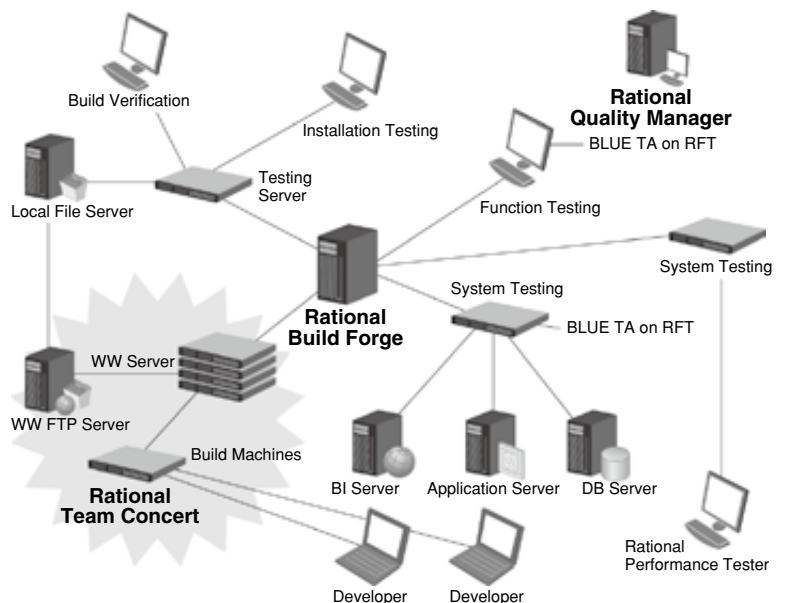 Build Verification
Installation Testing
Rational
Quality Manager
BLUE TA on RFT
Local File Server
Testing
Server
Function Testing
System Testing
System Testing
Rational
Build Forge
BLUE TA on RFT
WW Server
WW FTP Server
Build Machines
Rational
Team Concert
BI Server
Application Server
DB Server
Rational
Performance Tester
Developer
Developer